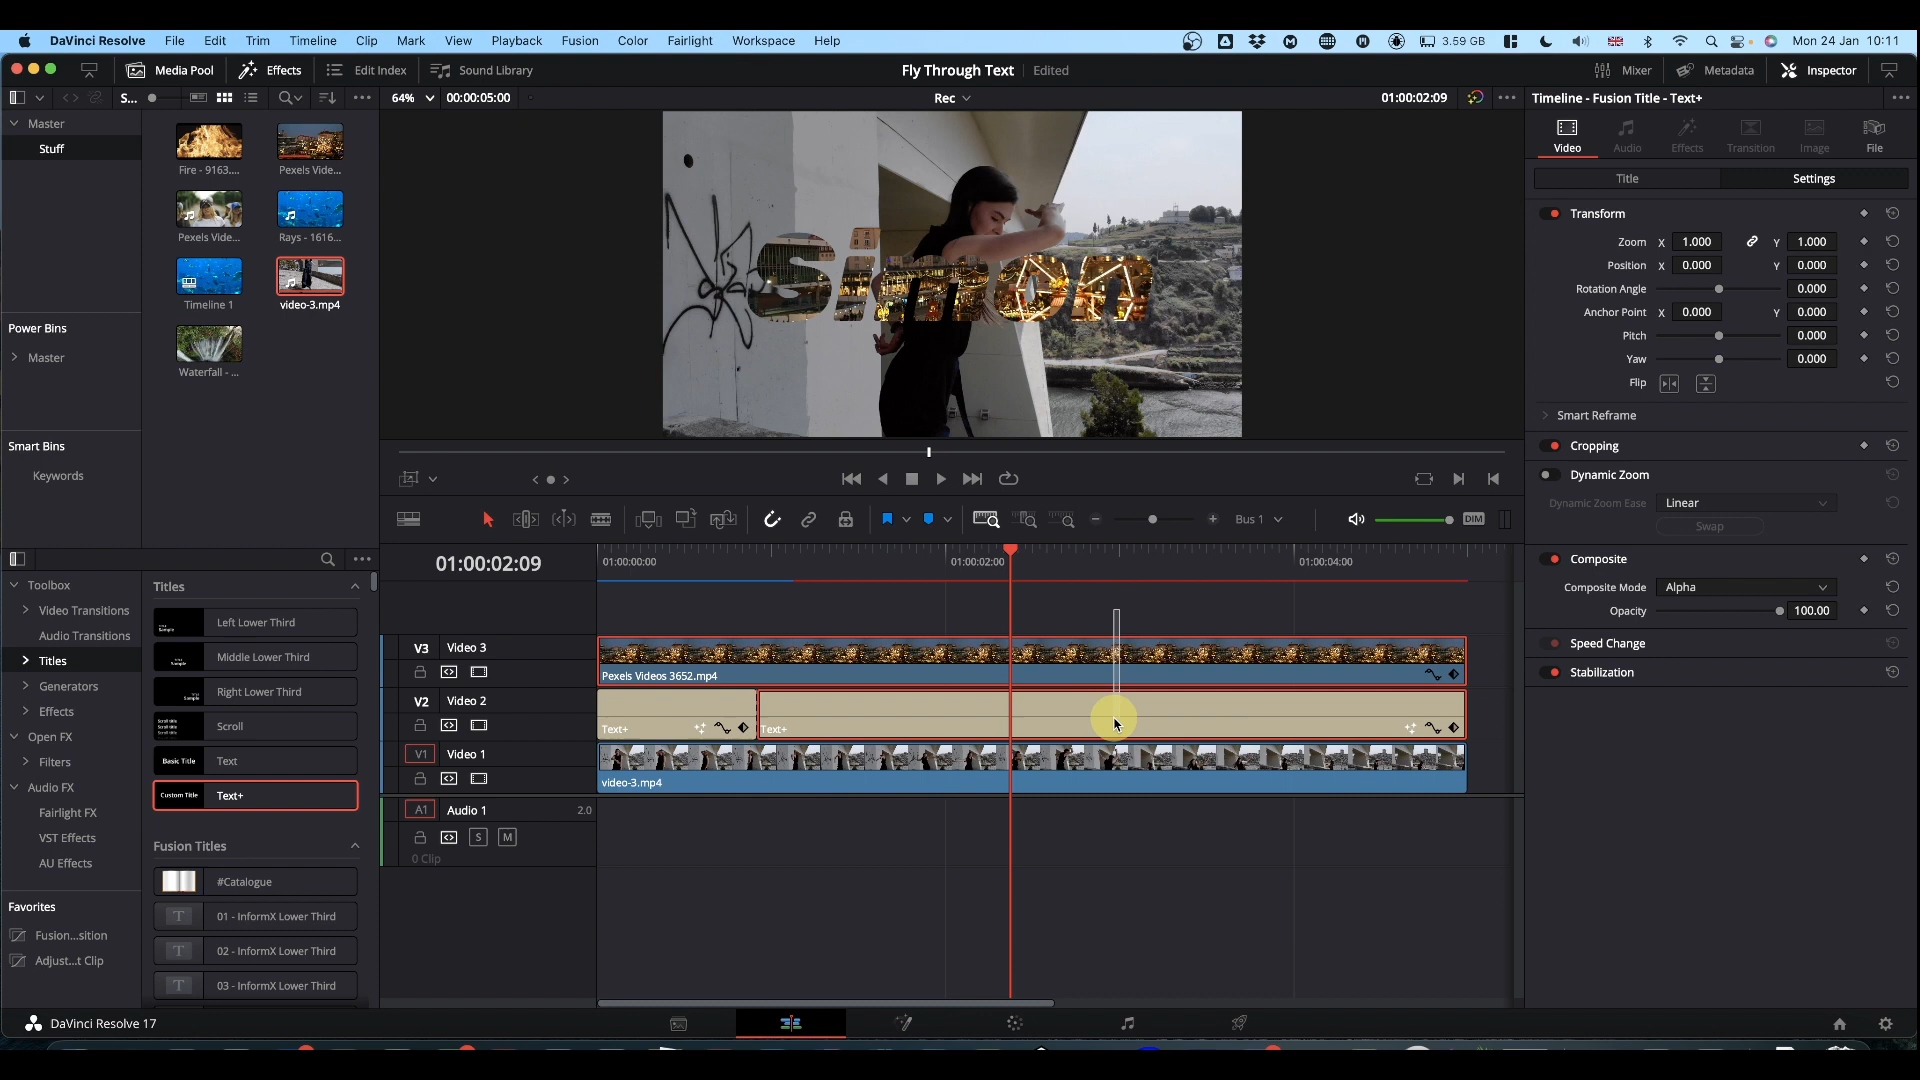 DaVinci Resolve File Edit Trim Timeline Clip Mark View Playback Fusion Color Fairlight Workspace Help 3.59 GB Mon 24 Jan 10:11
Media Pool Effects Edit Index Sound Library Fly Through Text Edited Mixer Metadata Inspector
S... 64% 00:00:05:00 Rec 01:00:02:09 Timeline - Fusion Title - Text+
Master
Stuff
Fire - 9163.... Pexels Vide...
Pexels Vide... Rays - 1616...
Timeline 1 video-3.mp4
Waterfall - ...
Power Bins
Master
Smart Bins
Keywords
simon
Video Audio Effects Transition Image File
Title Settings
Transform
Zoom X 1.000 Y 1.000
Position X 0.000 Y 0.000
Rotation Angle 0.000
Anchor Point X 0.000 Y 0.000
Pitch 0.000
Yaw 0.000
Flip
Smart Reframe
Cropping
Dynamic Zoom
Dynamic Zoom Ease Linear
Swap
Composite
Composite Mode Alpha
Opacity 100.00
Speed Change
Stabilization
Bus 1 DIM
Toolbox
Video Transitions
Audio Transitions
Titles
Generators
Effects
Open FX
Filters
Audio FX
Fairlight FX
VST Effects
AU Effects
Favorites
Fusion...sition
Adjust...t Clip
Titles
Left Lower Third
Middle Lower Third
Right Lower Third
Scroll
Basic Title Text
Custom Title Text+
Fusion Titles
#Catalogue
T 01 - InformX Lower Third
T 02 - InformX Lower Third
T 03 - InformX Lower Third
01:00:02:09 01:00:00:00 01:00:02:00 01:00:04:00
V3 Video 3
Pexels Videos 3652.mp4
V2 Video 2
Text+ Text+
V1 Video 1
video-3.mp4
A1 Audio 1 2.0
S M
0 Clip
DaVinci Resolve 17